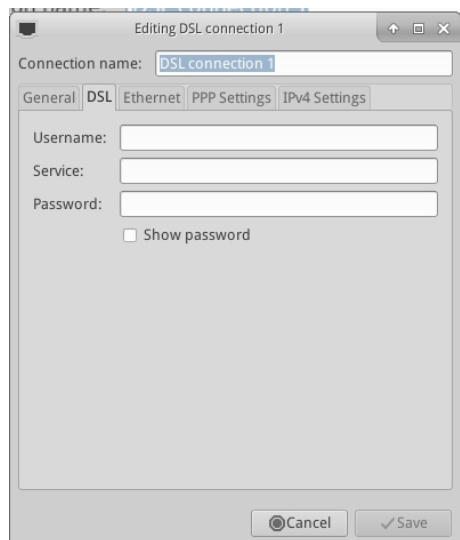 Editing DSL connection 1
Connection name: DSL connection 1
General DSL Ethernet PPP Settings IPv4 Settings
Username:
Service:
Password:
Show password
Cancel Save